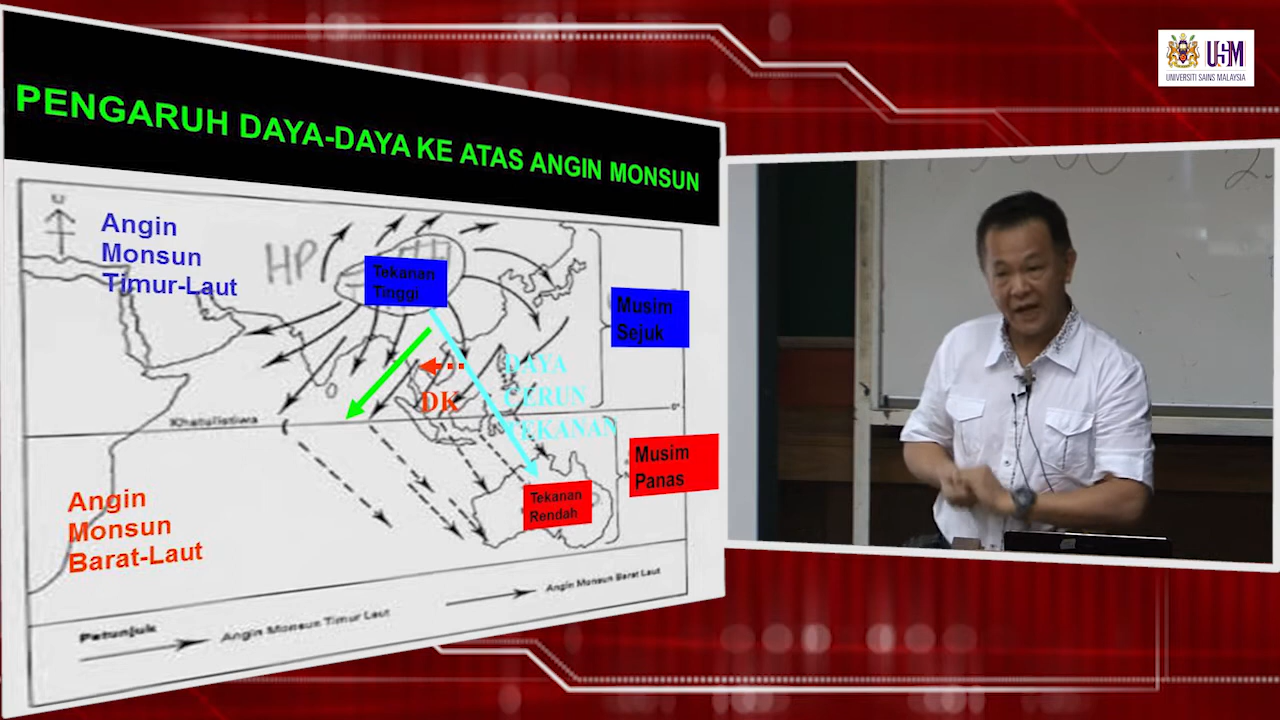 USM
UNIVERSITI SAINS MALAYSIA
PENGARUH DAYA-DAYA KE ATAS ANGIN MONSUN
U
Angin
Monsun
Timur-Laut
HP
Tekanan
Tinggi
Musim
Sejuk
DAYA
CERUN
TEKANAN
DK
Khatulistiwa
0°
Musim
Panas
Tekanan
Rendah
Angin
Monsun
Barat-Laut
Petunjuk
Angin Monsun Timur Laut
Angin Monsun Barat Laut